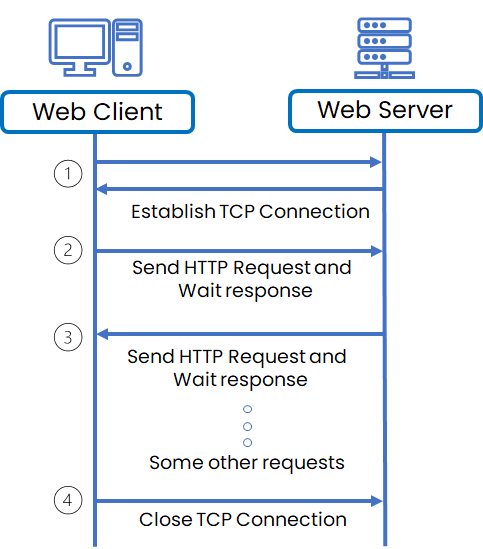 Web Client
Web Server
1
Establish TCP Connection
2
Send HTTP Request and
Wait response
3
Send HTTP Request and
Wait response
Some other requests
4
Close TCP Connection